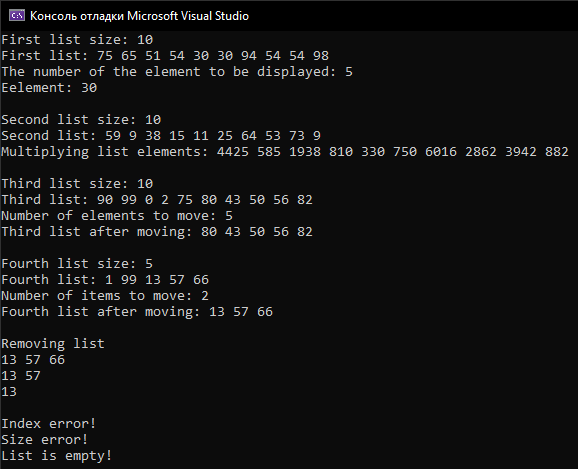 C:\ Консоль отладки Microsoft Visual Studio
First list size: 10
First list: 75 65 51 54 30 30 94 54 54 98
The number of the element to be displayed: 5
Eelement: 30
Second list size: 10
Second list: 59 9 38 15 11 25 64 53 73 9
Multiplying list elements: 4425 585 1938 810 330 750 6016 2862 3942 882
Third list size: 10
Third list: 90 99 0 2 75 80 43 50 56 82
Number of elements to move: 5
Third list after moving: 80 43 50 56 82
Fourth list size: 5
Fourth list: 1 99 13 57 66
Number of items to move: 2
Fourth list after moving: 13 57 66
Removing list
13 57 66
13 57
13
Index error!
Size error!
List is empty!